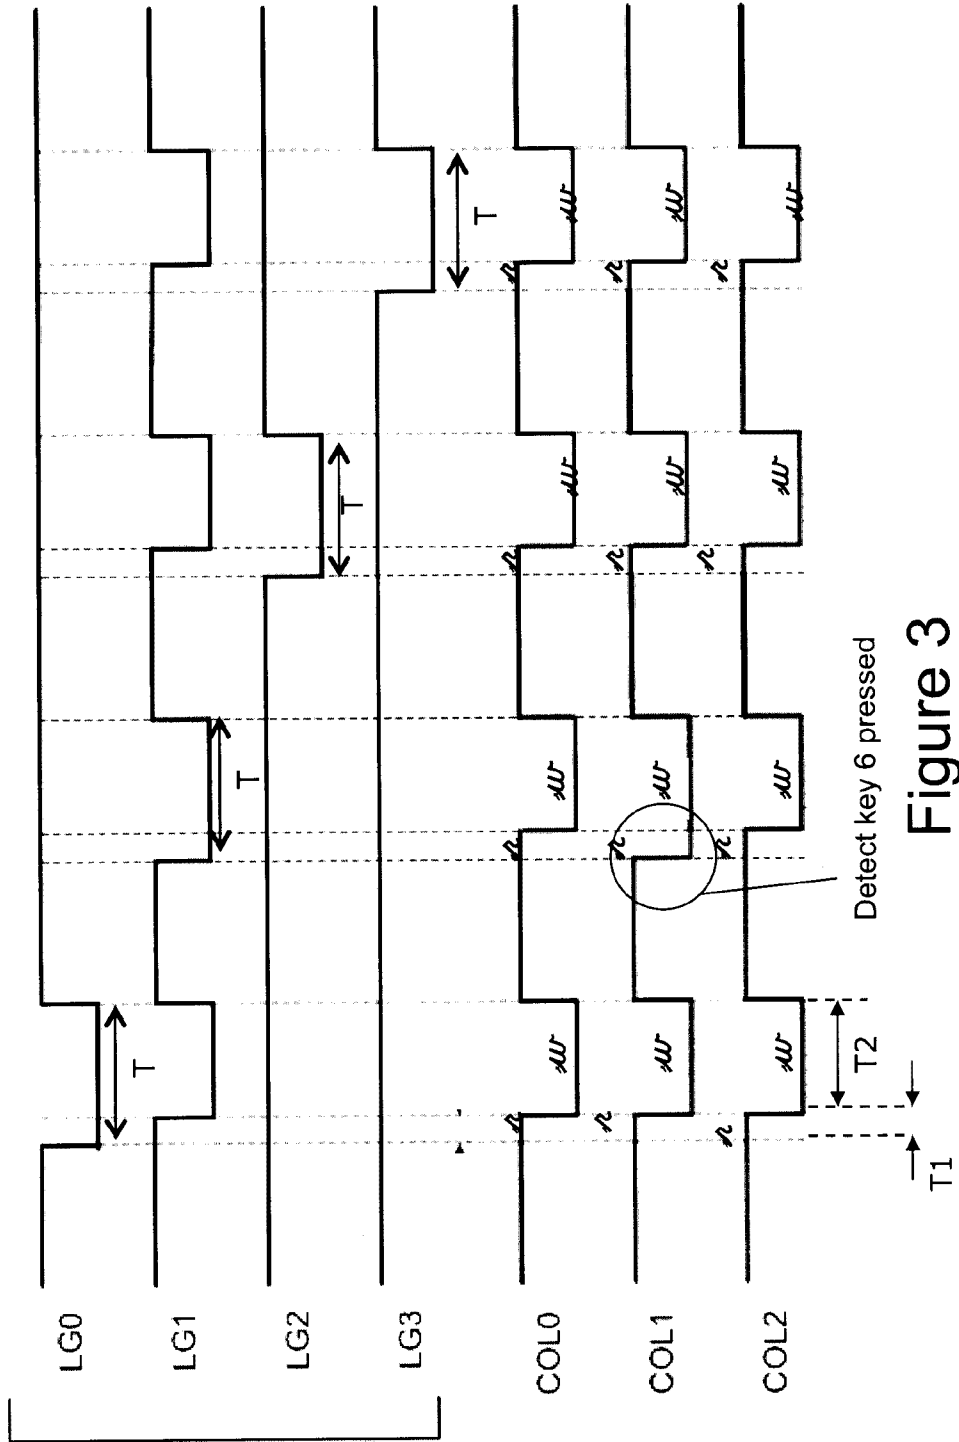 LG0
T
LG1
T
LG2
T
LG3
T
COL0
r w r w r w r w
COL1
r w r w r w r w
COL2
r w r w r w r w
T1
T2
Detect key 6 pressed
Figure 3